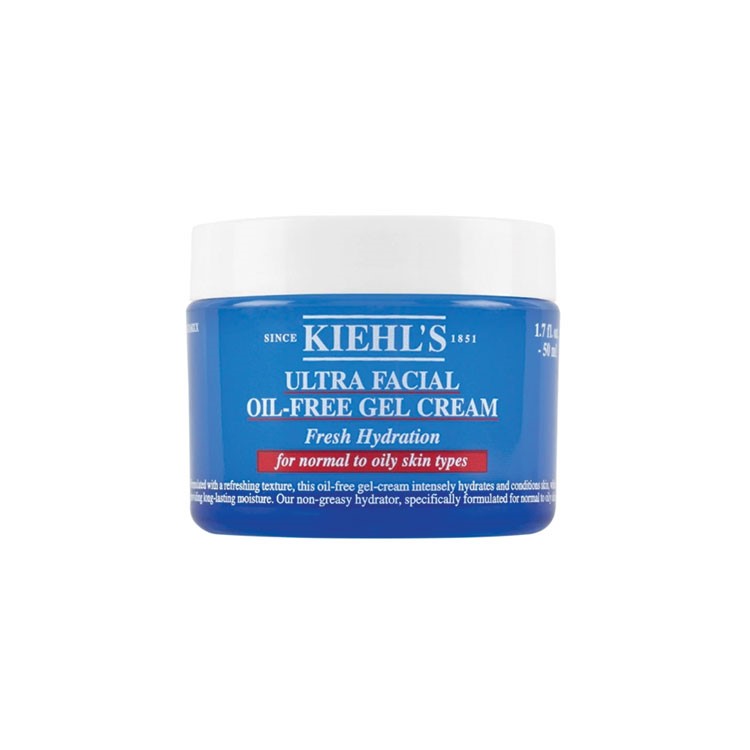 SINCE KIEHL'S 1851
1.7 fl. oz
- 50 ml
ULTRA FACIAL
OIL-FREE GEL CREAM
Fresh Hydration
for normal to oily skin types
with a refreshing texture, this oil-free gel-cream intensely hydrates and conditions skin,
long-lasting moisture. Our non-greasy hydrator, specifically formulated for normal to oily